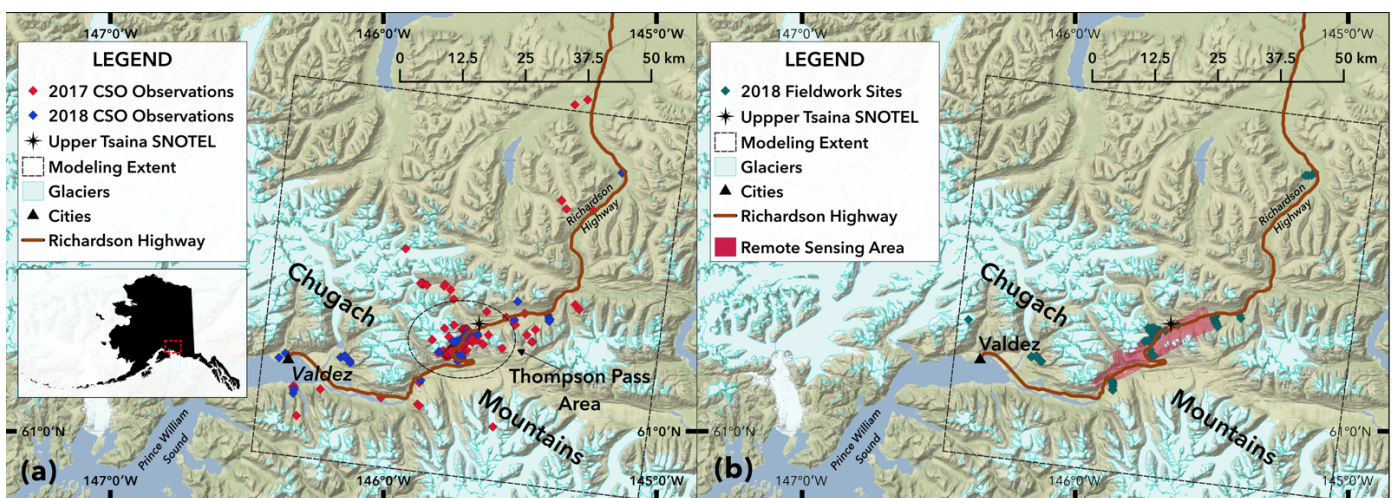 147°0'W
146°0'W
145°0'W
LEGEND
2017 CSO Observations
2018 CSO Observations
Uppper Tsaina SNOTEL
Modeling Extent
Glaciers
Cities
Richardson Highway
0 12.5 25 37.5 50 km
Richardson
Highway
Chugach
Valdez
Thompson Pass
Area
Mountains
Prince William
Sound
61°0'N
61°0'N
(a)
147°0'W
146°0'W
145°0'W
147°0'W
146°0'W
145°0'W
LEGEND
2018 Fieldwork Sites
Uppper Tsaina SNOTEL
Modeling Extent
Glaciers
Cities
Richardson Highway
Remote Sensing Area
0 12.5 25 37.5 50 km
Richardson
Highway
Chugach
Valdez
Mountains
Prince William
Sound
61°0'N
61°0'N
(b)
147°0'W
146°0'W
145°0'W